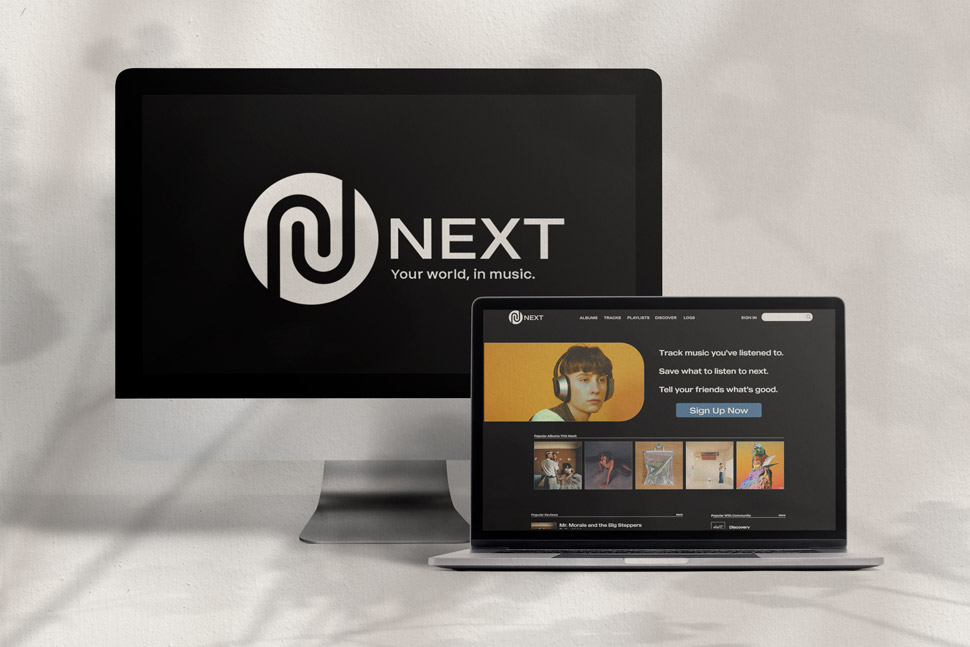 NEXT
Your world, in music.
NEXT
ALBUMS TRACKS PLAYLISTS DISCOVER LOGS
SIGN IN
Track music you've listened to.
Save what to listen to next.
Tell your friends what's good.
Sign Up Now
Popular Albums This Week
Popular Reviews
Popular With Community
Mr. Morale and the Big Steppers
Discovery